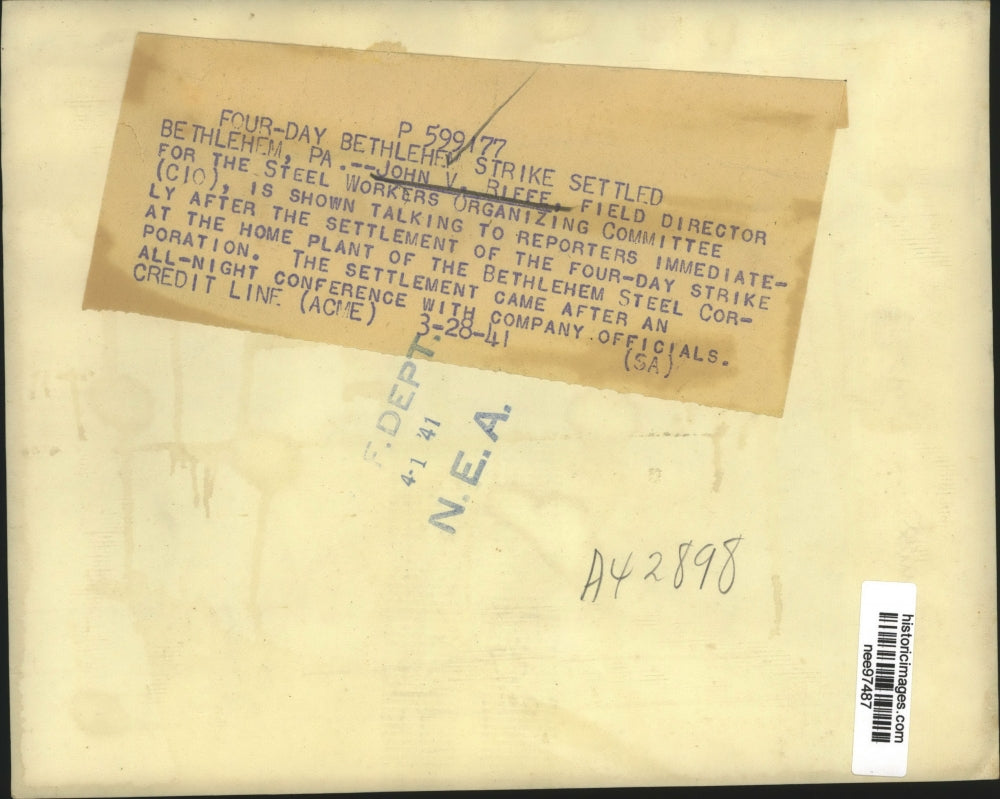 P 599177
FOUR-DAY BETHLEHEM STRIKE SETTLED
BETHLEHEM, PA.--JOHN V. RIFFE, FIELD DIRECTOR
FOR THE STEEL WORKERS ORGANIZING COMMITTEE
(CIO), IS SHOWN TALKING TO REPORTERS IMMEDIATE-
LY AFTER THE SETTLEMENT OF THE FOUR-DAY STRIKE
AT THE HOME PLANT OF THE BETHLEHEM STEEL COR-
PORATION. THE SETTLEMENT CAME AFTER AN
ALL-NIGHT CONFERENCE WITH COMPANY OFFICIALS.
CREDIT LINE (ACME) 3-28-41 (SA)
F. DEPT.
4-1 '41
N.E.A.
A42898
historicimages.com
nee97487